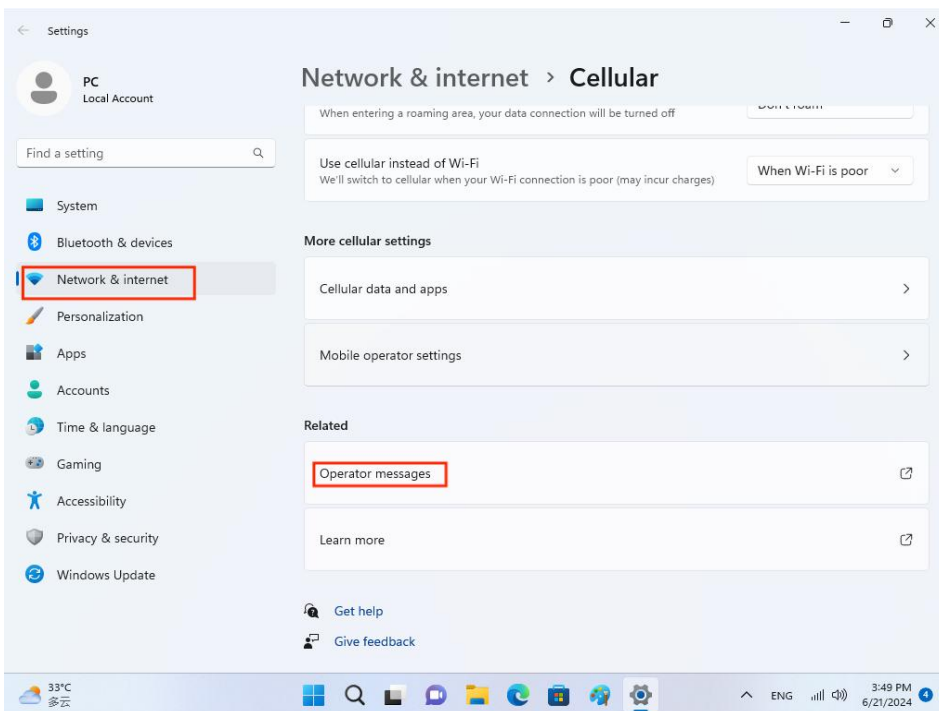 Settings
PC
Local Account
Find a setting
System
Bluetooth & devices
Network & internet
Personalization
Apps
Accounts
Time & language
Gaming
Accessibility
Privacy & security
Windows Update
Network & internet > Cellular
When entering a roaming area, your data connection will be turned off
Don't roam
Use cellular instead of Wi-Fi
We'll switch to cellular when your Wi-Fi connection is poor (may incur charges)
When Wi-Fi is poor
More cellular settings
Cellular data and apps
Mobile operator settings
Related
Operator messages
Learn more
Get help
Give feedback
33°C
多云
ENG
3:49 PM
6/21/2024
4